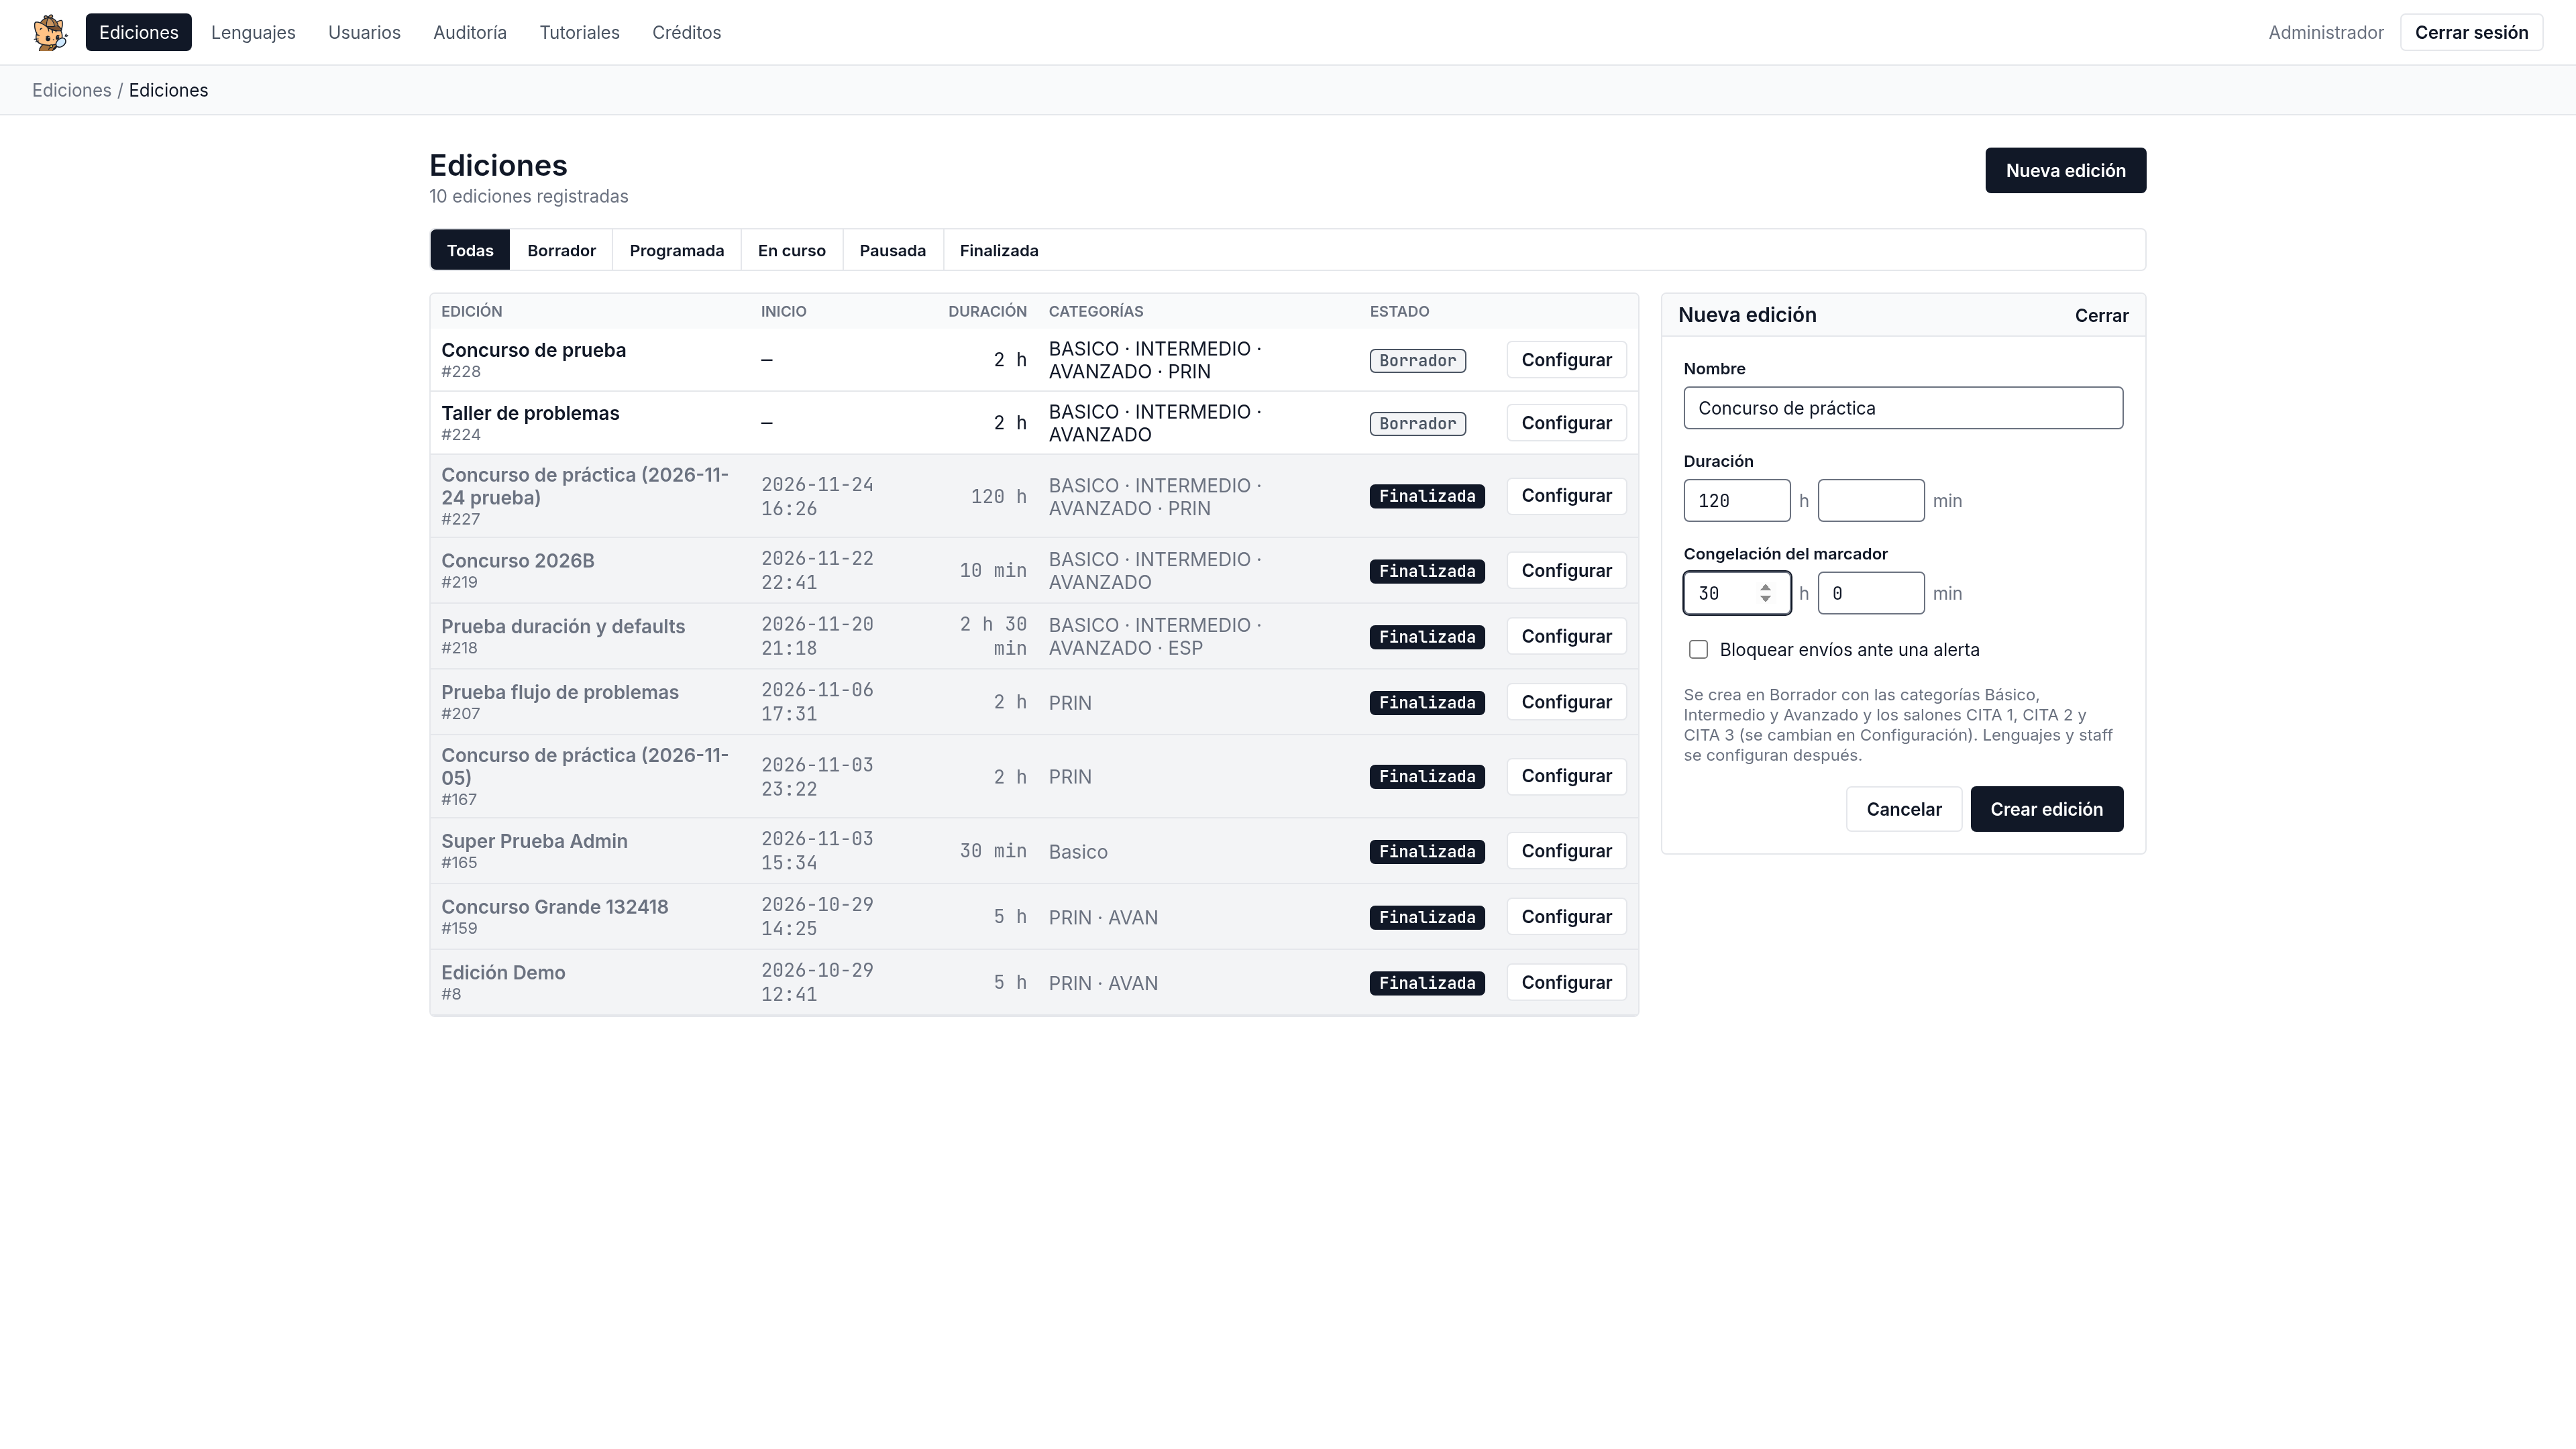 Ediciones Lenguajes Usuarios Auditoría Tutoriales Créditos Administrador Cerrar sesión
Ediciones / Ediciones
Ediciones
10 ediciones registradas
Nueva edición
Todas Borrador Programada En curso Pausada Finalizada
EDICIÓN INICIO DURACIÓN CATEGORÍAS ESTADO
Concurso de prueba
#228
–
2 h
BASICO · INTERMEDIO ·
AVANZADO · PRIN
Borrador
Configurar
Taller de problemas
#224
–
2 h
BASICO · INTERMEDIO ·
AVANZADO
Borrador
Configurar
Concurso de práctica (2026-11-
24 prueba)
#227
2026-11-24
16:26
120 h
BASICO · INTERMEDIO ·
AVANZADO · PRIN
Finalizada
Configurar
Concurso 2026B
#219
2026-11-22
22:41
10 min
BASICO · INTERMEDIO ·
AVANZADO
Finalizada
Configurar
Prueba duración y defaults
#218
2026-11-20
21:18
2 h 30
min
BASICO · INTERMEDIO ·
AVANZADO · ESP
Finalizada
Configurar
Prueba flujo de problemas
#207
2026-11-06
17:31
2 h
PRIN
Finalizada
Configurar
Concurso de práctica (2026-11-
05)
#167
2026-11-03
23:22
2 h
PRIN
Finalizada
Configurar
Super Prueba Admin
#165
2026-11-03
15:34
30 min
Basico
Finalizada
Configurar
Concurso Grande 132418
#159
2026-10-29
14:25
5 h
PRIN · AVAN
Finalizada
Configurar
Edición Demo
#8
2026-10-29
12:41
5 h
PRIN · AVAN
Finalizada
Configurar
Nueva edición Cerrar
Nombre
Concurso de práctica
Duración
120 h min
Congelación del marcador
30 h 0 min
Bloquear envíos ante una alerta
Se crea en Borrador con las categorías Básico,
Intermedio y Avanzado y los salones CITA 1, CITA 2 y
CITA 3 (se cambian en Configuración). Lenguajes y staff
se configuran después.
Cancelar Crear edición